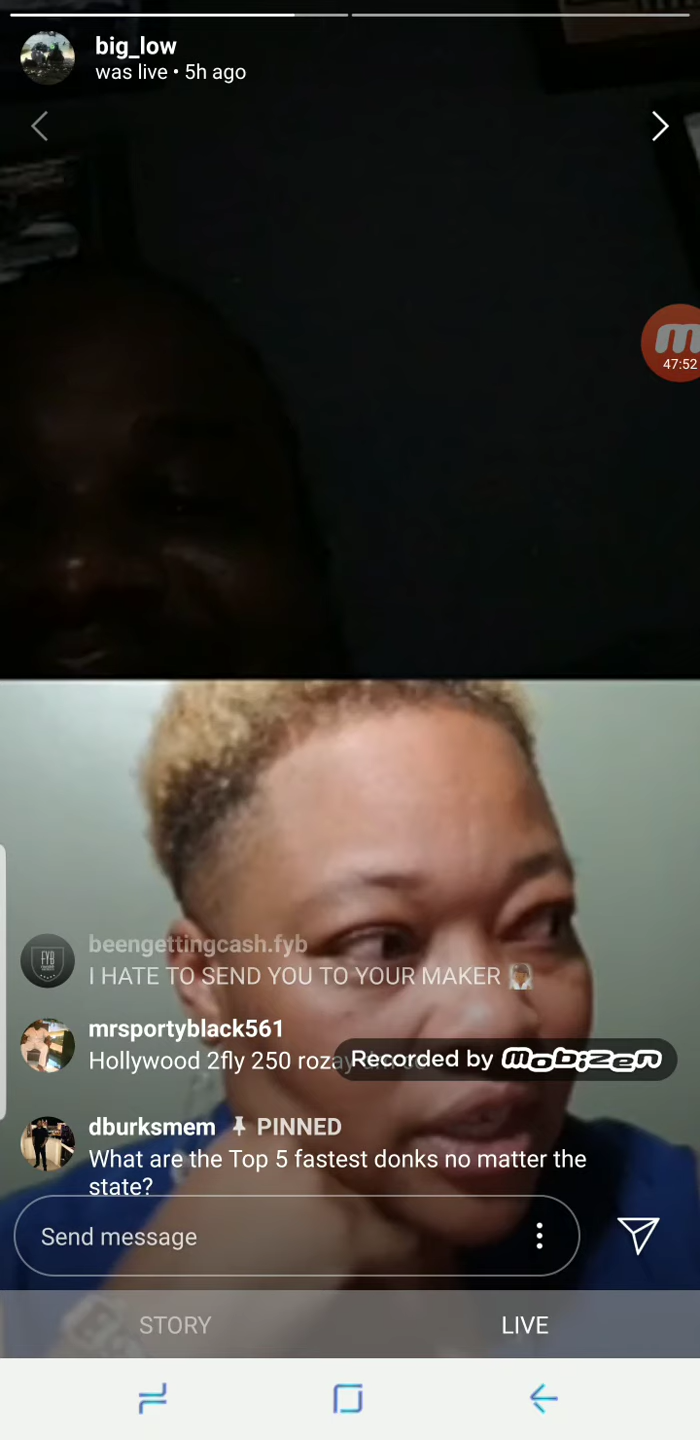 big_low
was live • 5h ago
47:52
beengettingcash.fyb
FYB
I HATE TO SEND YOU TO YOUR MAKER
mrsportyblack561
Hollywood 2fly 250 rozay
Recorded by mobizen
dburksmem PINNED
What are the Top 5 fastest donks no matter the
state?
Send message
STORY LIVE